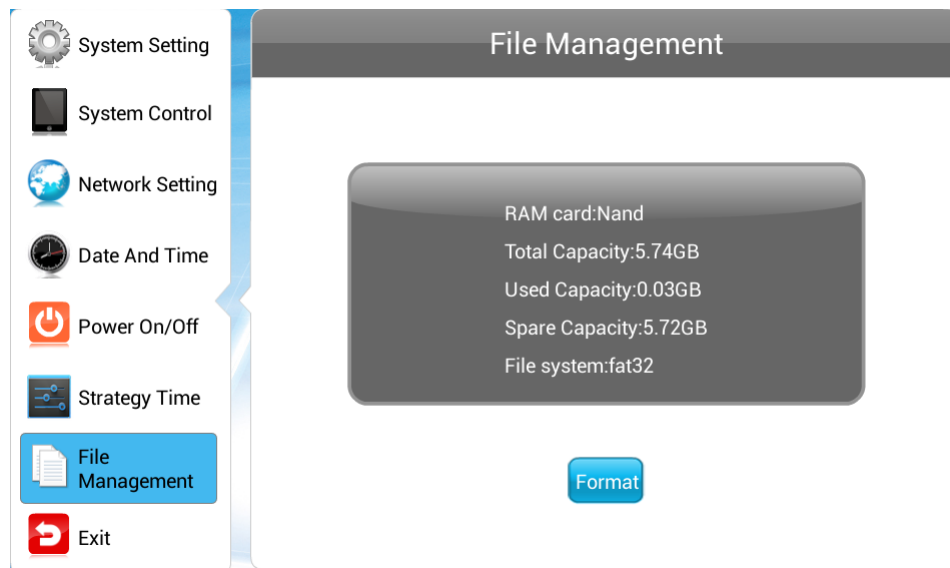 System Setting
System Control
Network Setting
Date And Time
Power On/Off
Strategy Time
File
Management
Exit
File Management
RAM card:Nand
Total Capacity:5.74GB
Used Capacity:0.03GB
Spare Capacity:5.72GB
File system:fat32
Format